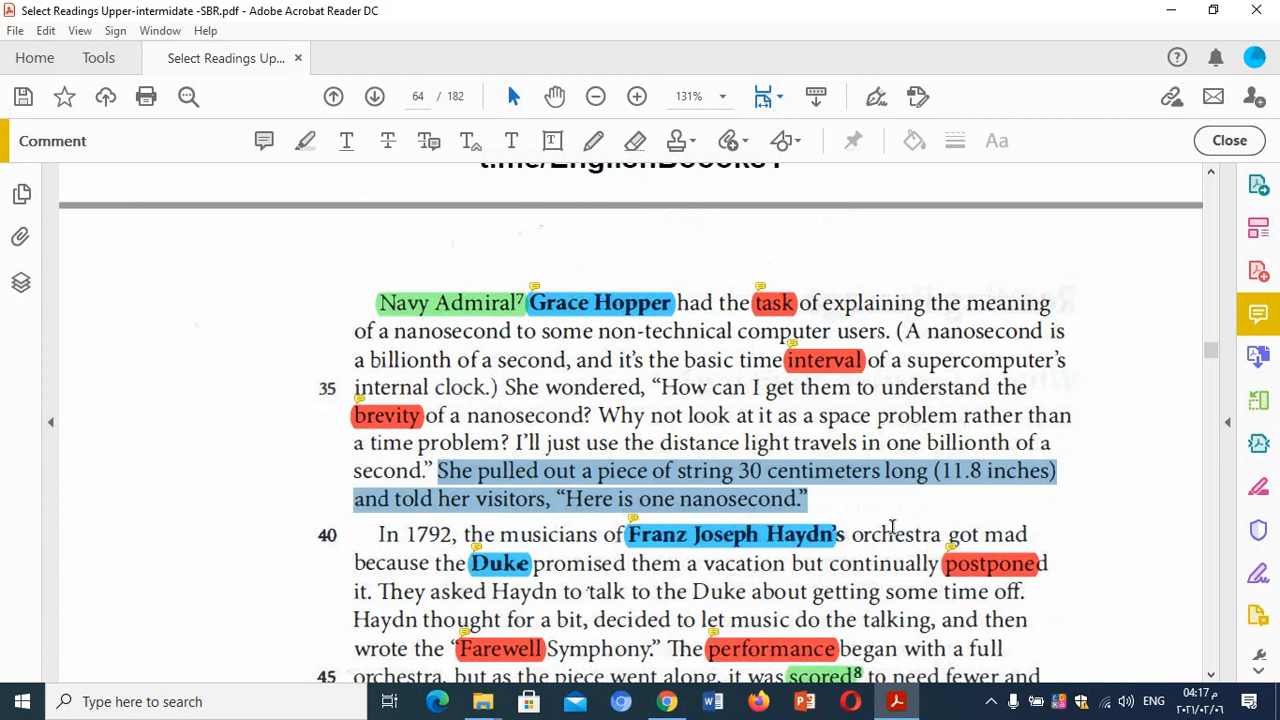 Select Readings Upper-intermidate -SBR.pdf - Adobe Acrobat Reader DC
File Edit View Sign Window Help
Home Tools Select Readings Up... ×
64 / 182 131%
Comment T T T Aa Close
t.me/EnglishBooks1
Navy Admiral7 Grace Hopper had the task of explaining the meaning
of a nanosecond to some non-technical computer users. (A nanosecond is
a billionth of a second, and it's the basic time interval of a supercomputer's
35 internal clock.) She wondered, “How can I get them to understand the
brevity of a nanosecond? Why not look at it as a space problem rather than
a time problem? I'll just use the distance light travels in one billionth of a
second.” She pulled out a piece of string 30 centimeters long (11.8 inches)
and told her visitors, “Here is one nanosecond.”
40 In 1792, the musicians of Franz Joseph Haydn's orchestra got mad
because the Duke promised them a vacation but continually postponed
it. They asked Haydn to talk to the Duke about getting some time off.
Haydn thought for a bit, decided to let music do the talking, and then
wrote the “Farewell Symphony.” The performance began with a full
45 orchestra, but as the piece went along, it was scored8 to need fewer and
Type here to search
ENG
04:17 م
٢٠٢١/٠٢/٠٦